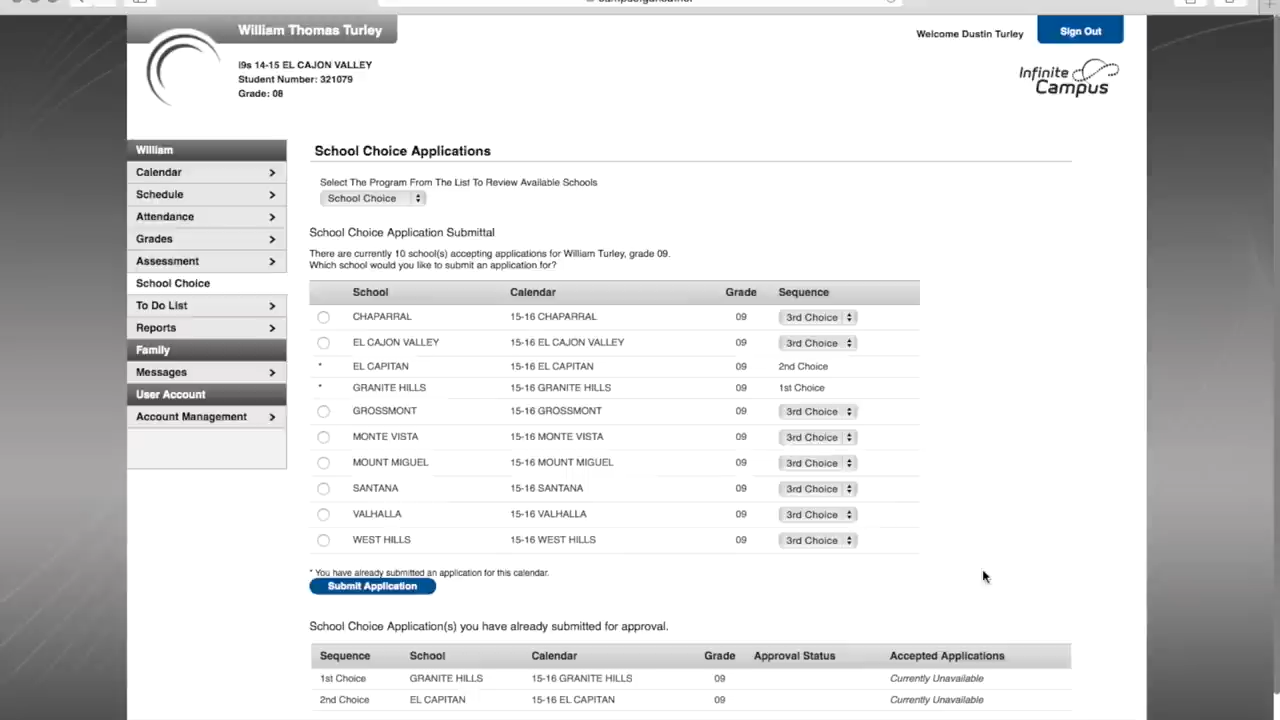 William Thomas Turley
Welcome Dustin Turley
Sign Out
I9s 14-15 EL CAJON VALLEY
Student Number: 321079
Grade: 08
Infinite
Campus
William
Calendar
Schedule
Attendance
Grades
Assessment
School Choice
To Do List
Reports
Family
Messages
User Account
Account Management
School Choice Applications
Select The Program From The List To Review Available Schools
School Choice
School Choice Application Submittal
There are currently 10 school(s) accepting applications for William Turley, grade 09.
Which school would you like to submit an application for?
School Calendar Grade Sequence
CHAPARRAL 15-16 CHAPARRAL 09 3rd Choice
EL CAJON VALLEY 15-16 EL CAJON VALLEY 09 3rd Choice
* EL CAPITAN 15-16 EL CAPITAN 09 2nd Choice
* GRANITE HILLS 15-16 GRANITE HILLS 09 1st Choice
GROSSMONT 15-16 GROSSMONT 09 3rd Choice
MONTE VISTA 15-16 MONTE VISTA 09 3rd Choice
MOUNT MIGUEL 15-16 MOUNT MIGUEL 09 3rd Choice
SANTANA 15-16 SANTANA 09 3rd Choice
VALHALLA 15-16 VALHALLA 09 3rd Choice
WEST HILLS 15-16 WEST HILLS 09 3rd Choice
* You have already submitted an application for this calendar.
Submit Application
School Choice Application(s) you have already submitted for approval.
Sequence School Calendar Grade Approval Status Accepted Applications
1st Choice GRANITE HILLS 15-16 GRANITE HILLS 09 Currently Unavailable
2nd Choice EL CAPITAN 15-16 EL CAPITAN 09 Currently Unavailable